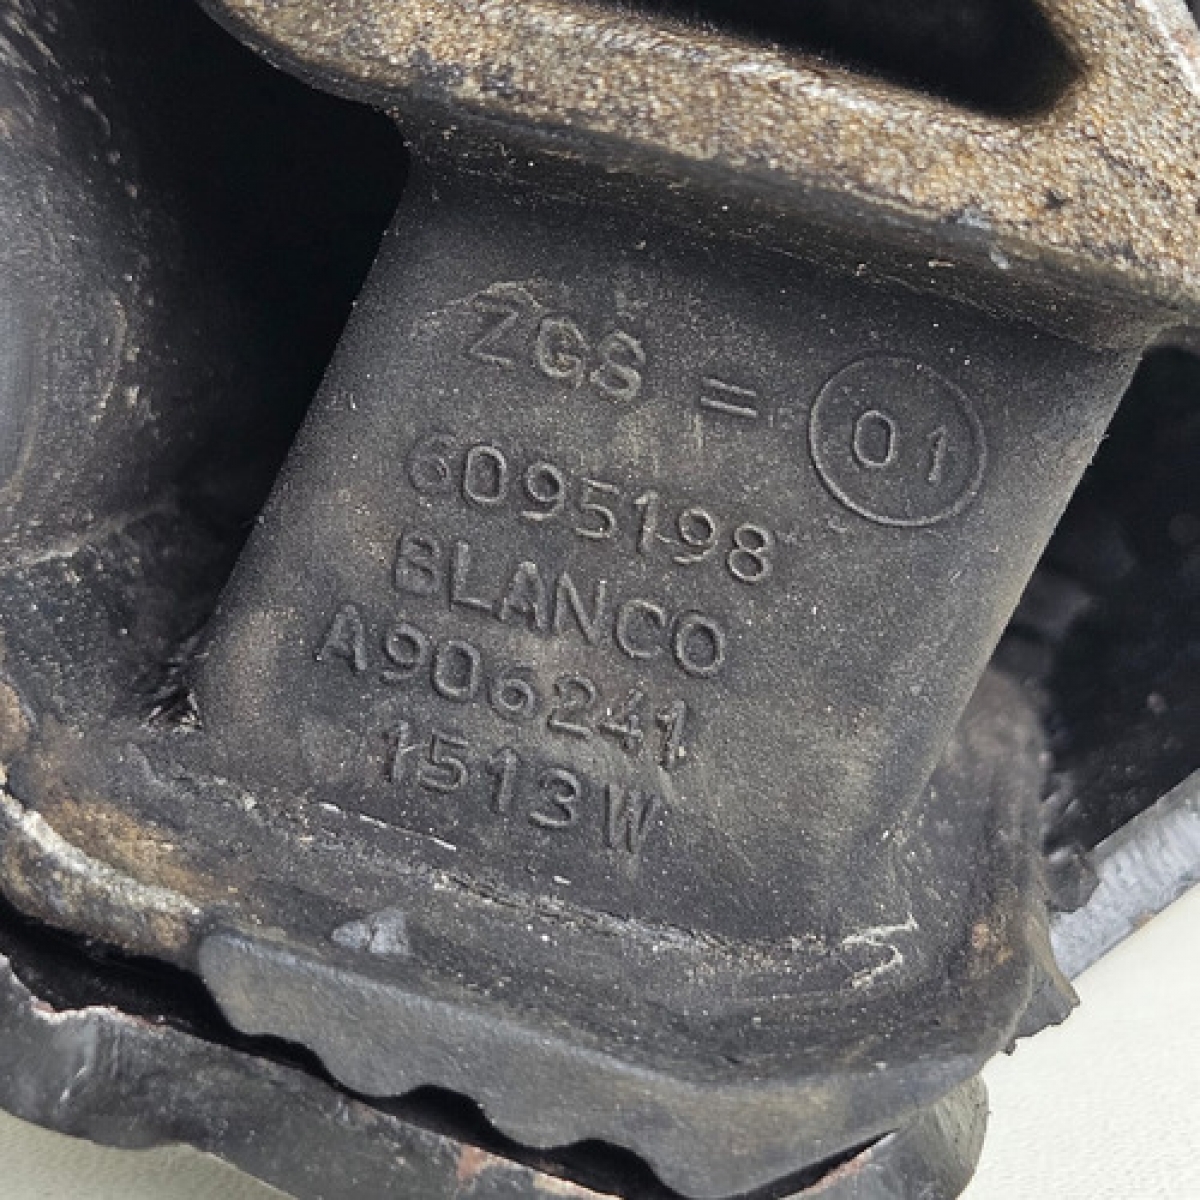 ZGS = 01
6095198
BLANCO
A906241
1513W